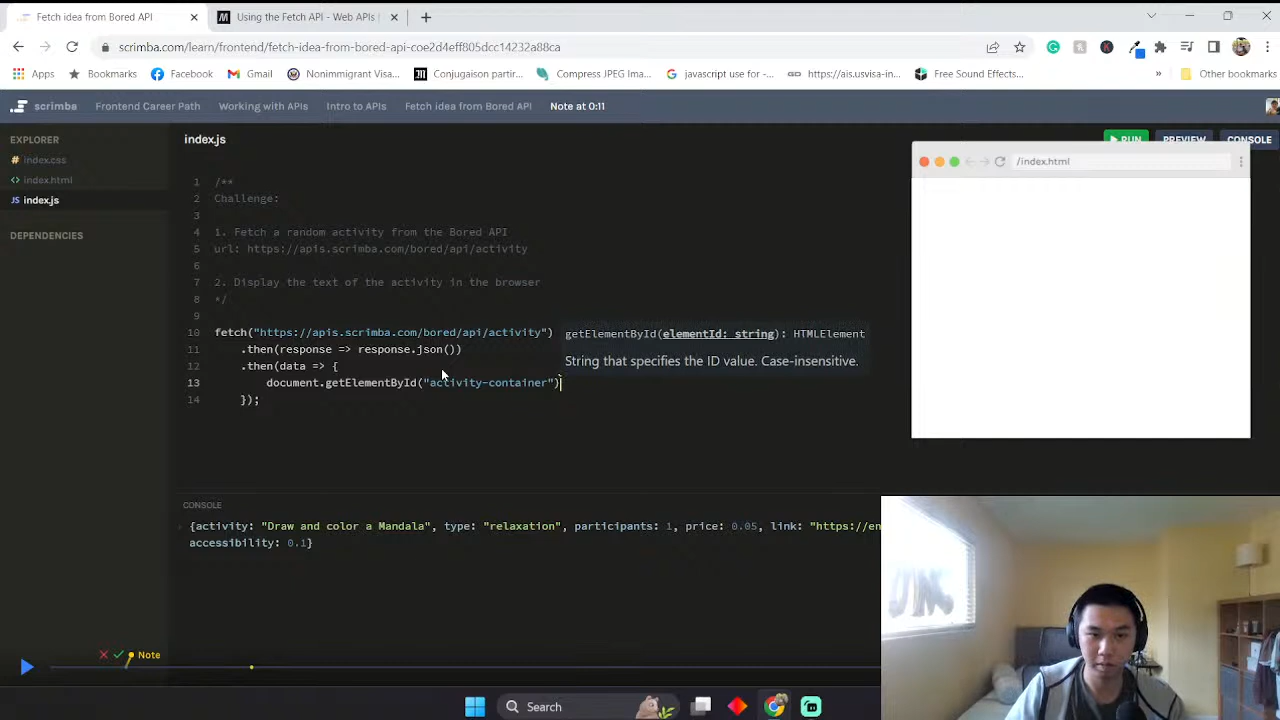 Fetch idea from Bored API
Using the Fetch API - Web APIs
scrimba.com/learn/frontend/fetch-idea-from-bored-api-coe2d4eff805dcc14232a98ca
Apps
Bookmarks
Facebook
Gmail
Nonimmigrant Visa...
Conjugaison partir...
Compress JPEG Ima...
javascript use for -...
https://ais.usvisa-in...
Free Sound Effects...
»
Other bookmarks
scrimba
Frontend Career Path
Working with APIs
Intro to APIs
Fetch idea from Bored API
Note at 0:11
EXPLORER
# index.css
<> index.html
JS index.js
DEPENDENCIES
index.js
RUN
PREVIEW
CONSOLE
/index.html
1 /**
2 Challenge:
3
4 1. Fetch a random activity from the Bored API
5 url: https://apis.scrimba.com/bored/api/activity
6
7 2. Display the text of the activity in the browser
8 */
9
10 fetch("https://apis.scrimba.com/bored/api/activity")
11 .then(response => response.json())
12 .then(data => {
13 document.getElementById("activity-container")
14 });
getElementById(elementId: string): HTMLElement
String that specifies the ID value. Case-insensitive.
CONSOLE
{activity: "Draw and color a Mandala", type: "relaxation", participants: 1, price: 0.05, link: "https://en
accessibility: 0.1}
Note
Search